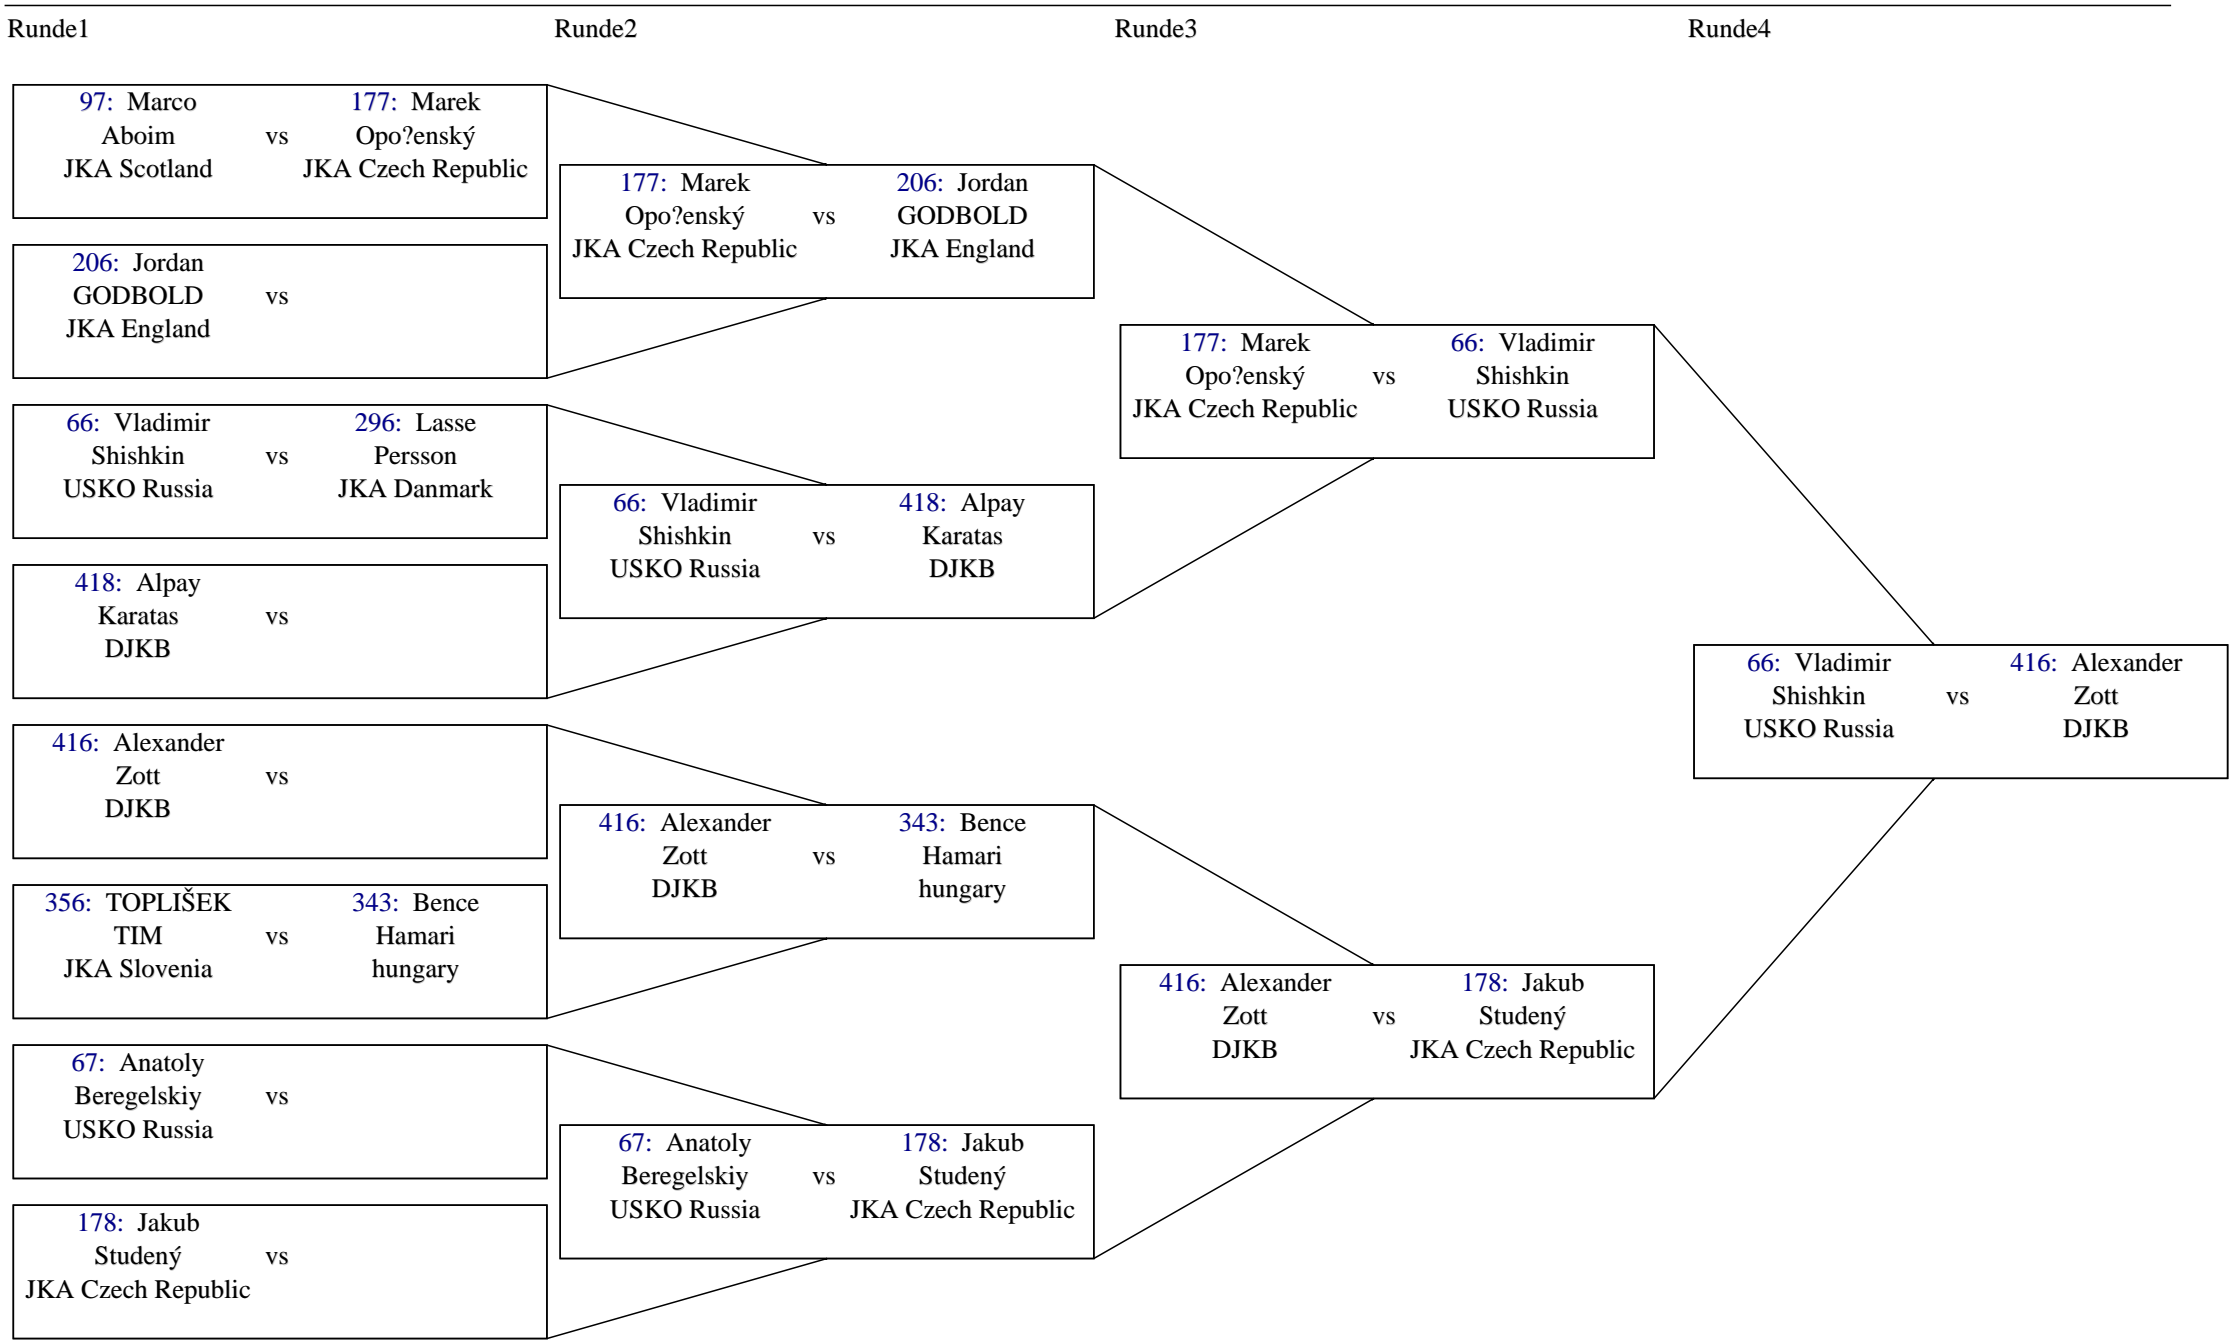 Runde1
Runde2
Runde3
Runde4
97: Marco
Aboim
JKA Scotland
vs
177: Marek
Opo?enský
JKA Czech Republic
206: Jordan
GODBOLD
JKA England
vs
66: Vladimir
Shishkin
USKO Russia
vs
296: Lasse
Persson
JKA Danmark
418: Alpay
Karatas
DJKB
vs
416: Alexander
Zott
DJKB
vs
356: TOPLIŠEK
TIM
JKA Slovenia
vs
343: Bence
Hamari
hungary
67: Anatoly
Beregelskiy
USKO Russia
vs
178: Jakub
Studený
JKA Czech Republic
vs
177: Marek
Opo?enský
JKA Czech Republic
vs
206: Jordan
GODBOLD
JKA England
66: Vladimir
Shishkin
USKO Russia
vs
418: Alpay
Karatas
DJKB
416: Alexander
Zott
DJKB
vs
343: Bence
Hamari
hungary
67: Anatoly
Beregelskiy
USKO Russia
vs
178: Jakub
Studený
JKA Czech Republic
177: Marek
Opo?enský
JKA Czech Republic
vs
66: Vladimir
Shishkin
USKO Russia
416: Alexander
Zott
DJKB
vs
178: Jakub
Studený
JKA Czech Republic
66: Vladimir
Shishkin
USKO Russia
vs
416: Alexander
Zott
DJKB